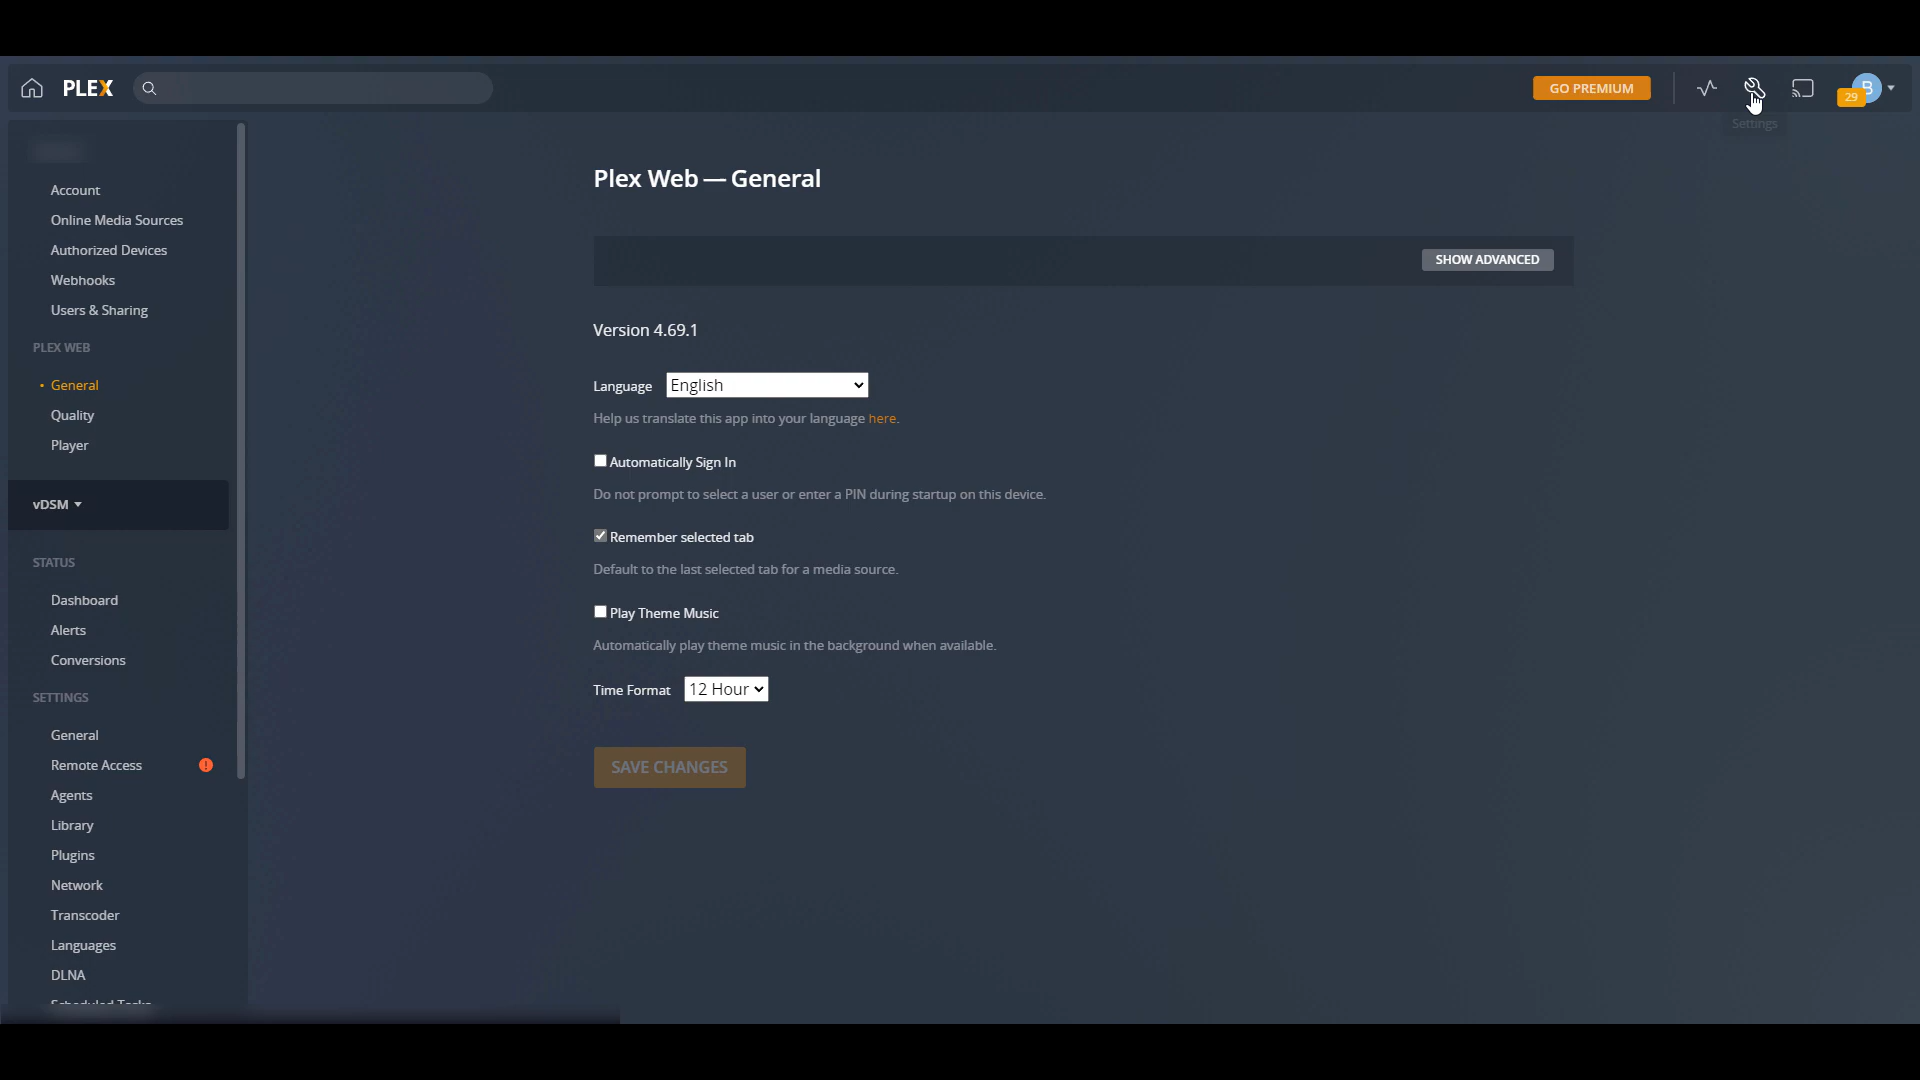 PLEX
GO PREMIUM
29
B
Settings
Account
Online Media Sources
Authorized Devices
Webhooks
Users & Sharing
PLEX WEB
• General
Quality
Player
vDSM
STATUS
Dashboard
Alerts
Conversions
SETTINGS
General
Remote Access !
Agents
Library
Plugins
Network
Transcoder
Languages
DLNA
Scheduled Tasks
Plex Web — General
SHOW ADVANCED
Version 4.69.1
Language English
Help us translate this app into your language here.
Automatically Sign In
Do not prompt to select a user or enter a PIN during startup on this device.
Remember selected tab
Default to the last selected tab for a media source.
Play Theme Music
Automatically play theme music in the background when available.
Time Format 12 Hour
SAVE CHANGES